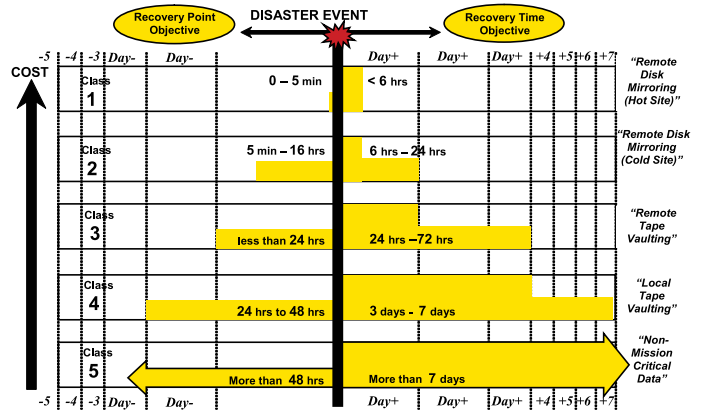 Recovery Point
Objective
DISASTER EVENT
Recovery Time
Objective
-5 -4 -3 Day- Day- Day+ Day+ +4 +5 +6 +7
COST
Class
1
0 – 5 min
< 6 hrs
“Remote
Disk
Mirroring
(Hot Site)”
Class
2
5 min – 16 hrs
6 hrs – 24 hrs
“Remote Disk
Mirroring
(Cold Site)”
Class
3
less than 24 hrs
24 hrs –72 hrs
“Remote
Tape
Vaulting”
Class
4
24 hrs to 48 hrs
3 days - 7 days
“Local
Tape
Vaulting”
Class
5
More than 48 hrs
More than 7 days
“Non-
Mission
Critical
Data”
-5 -4 -3 Day- Day- Day+ Day+ +4 +5 +6 +7